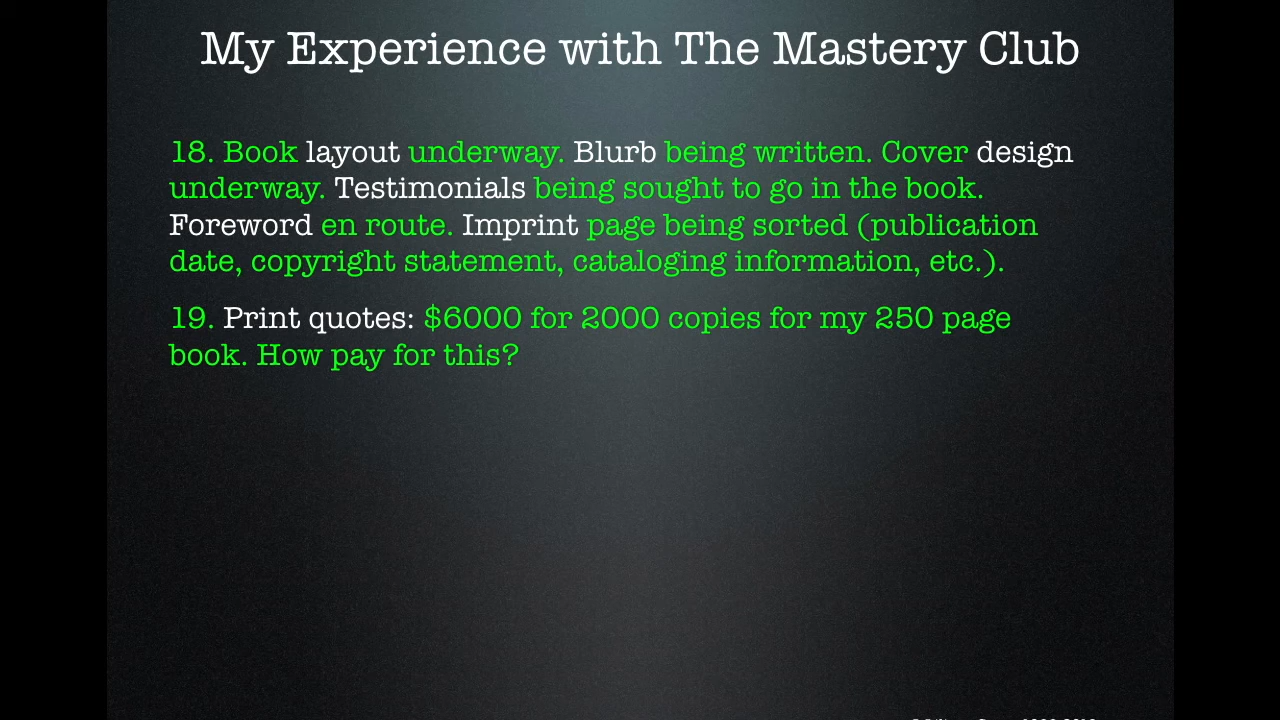 My Experience with The Mastery Club
18. Book layout underway. Blurb being written. Cover design
underway. Testimonials being sought to go in the book.
Foreword en route. Imprint page being sorted (publication
date, copyright statement, cataloging information, etc.).
19. Print quotes: $6000 for 2000 copies for my 250 page
book. How pay for this?